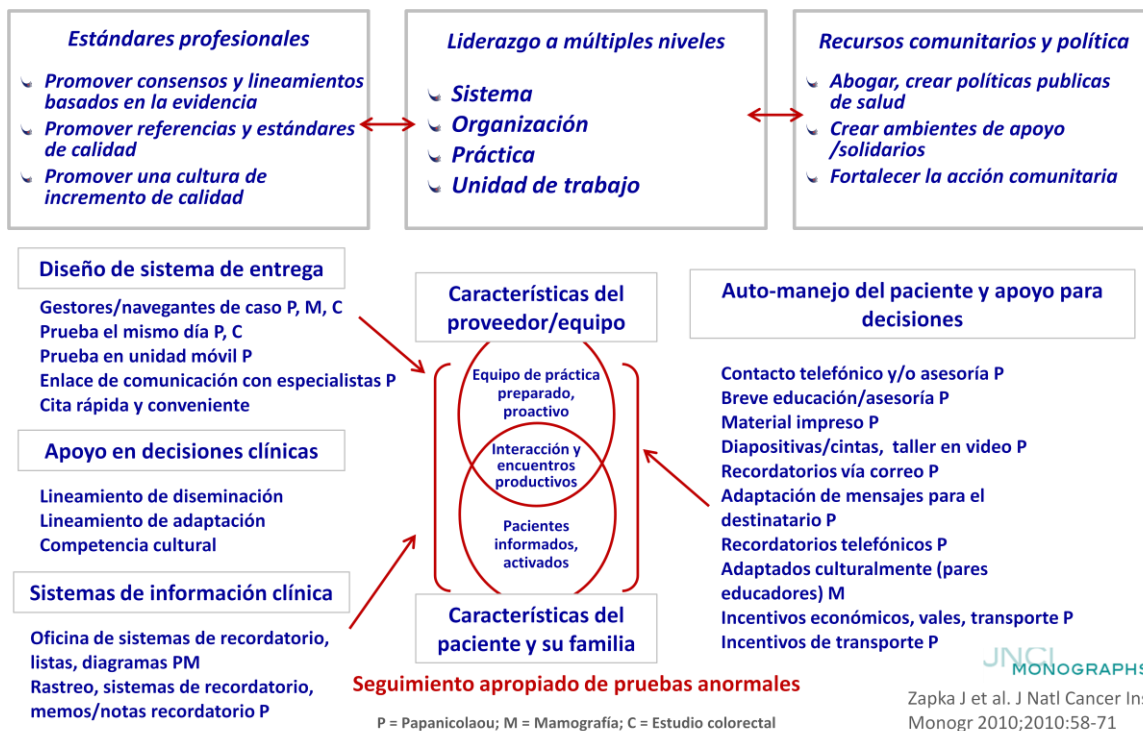 Estándares profesionales
Promover consensos y lineamientos
basados en la evidencia
Promover referencias y estándares
de calidad
Promover una cultura de
incremento de calidad
Liderazgo a múltiples niveles
Sistema
Organización
Práctica
Unidad de trabajo
Recursos comunitarios y política
Abogar, crear políticas publicas
de salud
Crear ambientes de apoyo
/solidarios
Fortalecer la acción comunitaria
Diseño de sistema de entrega
Gestores/navegantes de caso P, M, C
Prueba el mismo día P, C
Prueba en unidad móvil P
Enlace de comunicación con especialistas P
Cita rápida y conveniente
Apoyo en decisiones clínicas
Lineamiento de diseminación
Lineamiento de adaptación
Competencia cultural
Sistemas de información clínica
Oficina de sistemas de recordatorio,
listas, diagramas PM
Rastreo, sistemas de recordatorio,
memos/notas recordatorio P
Características del
proveedor/equipo
Equipo de práctica
preparado,
proactivo
Interacción y
encuentros
productivos
Pacientes
informados,
activados
Características del
paciente y su familia
Auto-manejo del paciente y apoyo para
decisiones
Contacto telefónico y/o asesoría P
Breve educación/asesoría P
Material impreso P
Diapositivas/cintas, taller en video P
Recordatorios vía correo P
Adaptación de mensajes para el
destinatario P
Recordatorios telefónicos P
Adaptados culturalmente (pares
educadores) M
Incentivos económicos, vales, transporte P
Incentivos de transporte P
Seguimiento apropiado de pruebas anormales
P = Papanicolaou; M = Mamografía; C = Estudio colorectal
JNCI
MONOGRAPHS
Zapka J et al. J Natl Cancer Ins
Monogr 2010;2010:58-71